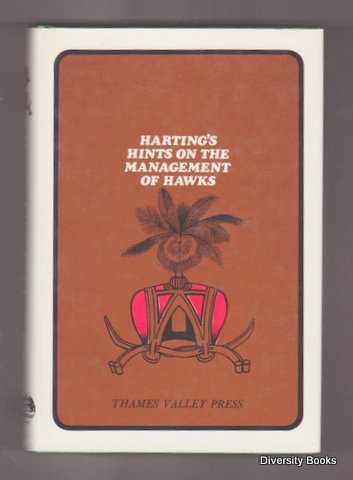 HARTING'S
HINTS ON THE
MANAGEMENT
OF HAWKS
THAMES VALLEY PRESS
Diversity Books